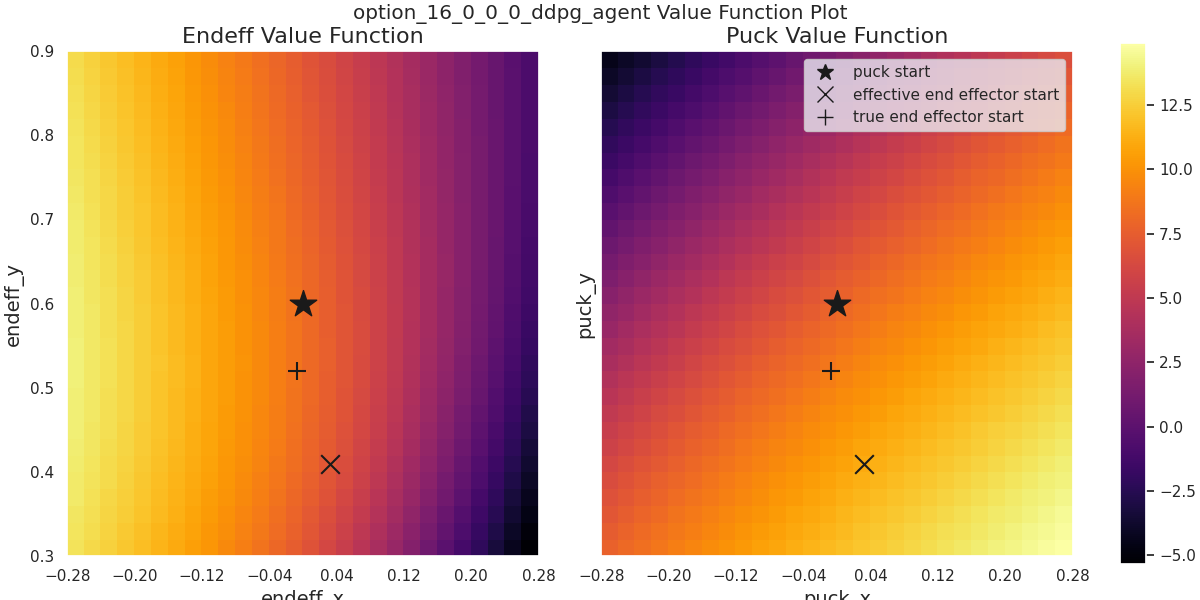 option_16_0_0_0_ddpg_agent Value Function Plot
Endeff Value Function
Puck Value Function
puck start
effective end effector start
true end effector start
0.9
0.8
0.7
0.6
0.5
0.4
0.3
endeff_y
−0.28 −0.20 −0.12 −0.04 0.04 0.12 0.20 0.28
endeff_x
puck_y
−0.28 −0.20 −0.12 −0.04 0.04 0.12 0.20 0.28
puck_x
12.5
10.0
7.5
5.0
2.5
0.0
−2.5
−5.0